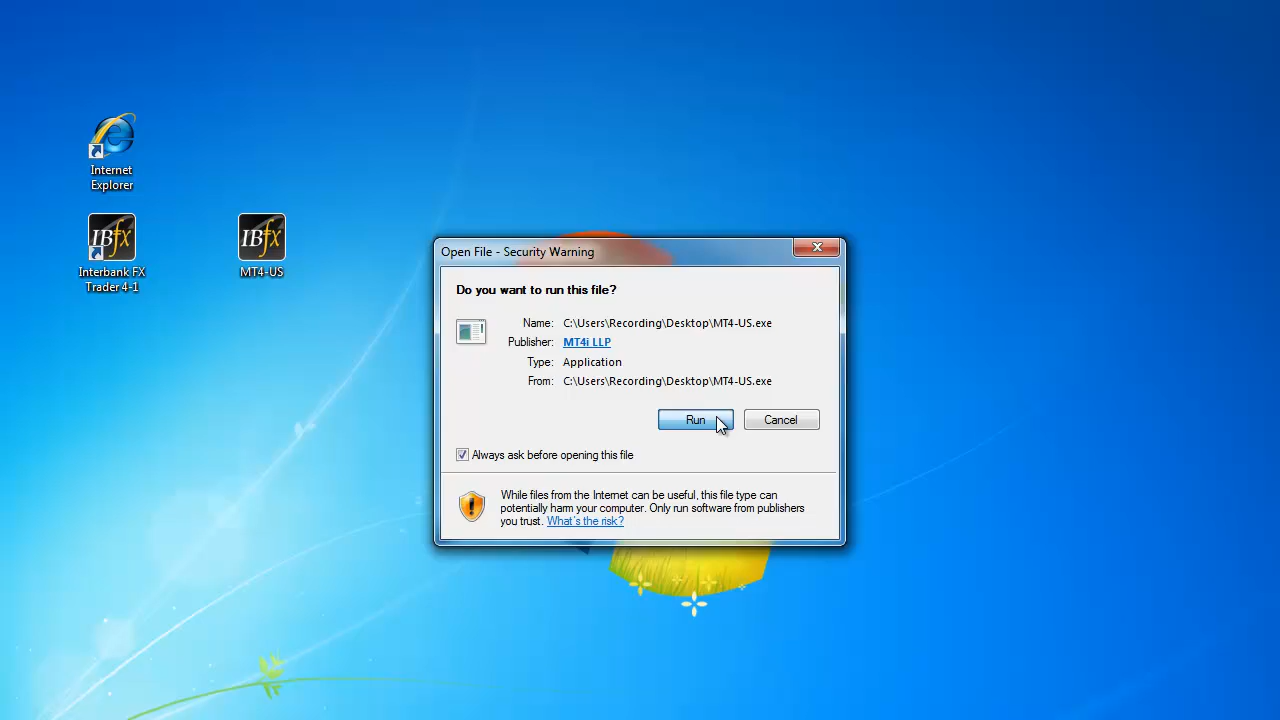 Internet
Explorer
IBfx
IBfx
Interbank FX
Trader 4-1
MT4-US
Open File - Security Warning
Do you want to run this file?
Name: C:\Users\Recording\Desktop\MT4-US.exe
Publisher: MT4i LLP
Type: Application
From: C:\Users\Recording\Desktop\MT4-US.exe
Run
Cancel
Always ask before opening this file
While files from the Internet can be useful, this file type can
potentially harm your computer. Only run software from publishers
you trust. What's the risk?